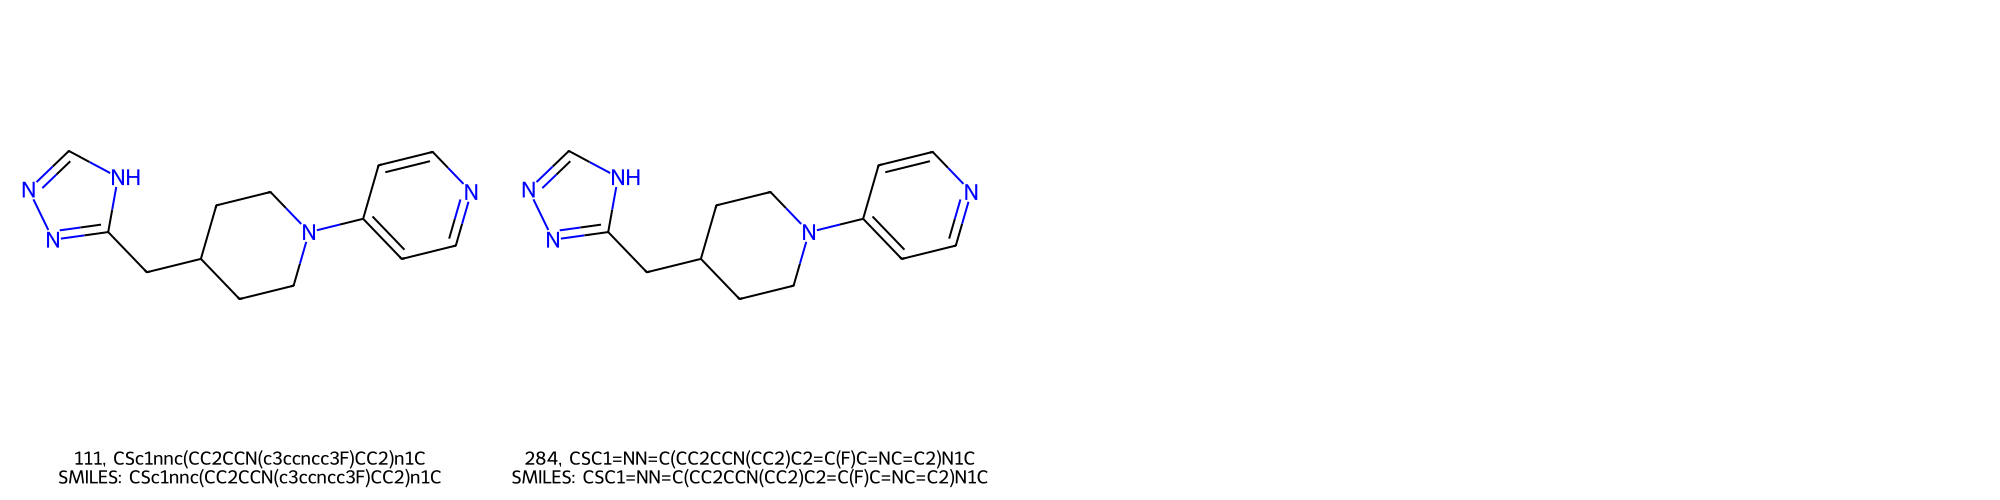 N
N
NH
N
N
N
N
NH
N
N
111, CSc1nnc(CC2CCN(c3ccncc3F)CC2)n1C
SMILES: CSc1nnc(CC2CCN(c3ccncc3F)CC2)n1C
284, CSC1=NN=C(CC2CCN(CC2)C2=C(F)C=NC=C2)N1C
SMILES: CSC1=NN=C(CC2CCN(CC2)C2=C(F)C=NC=C2)N1C